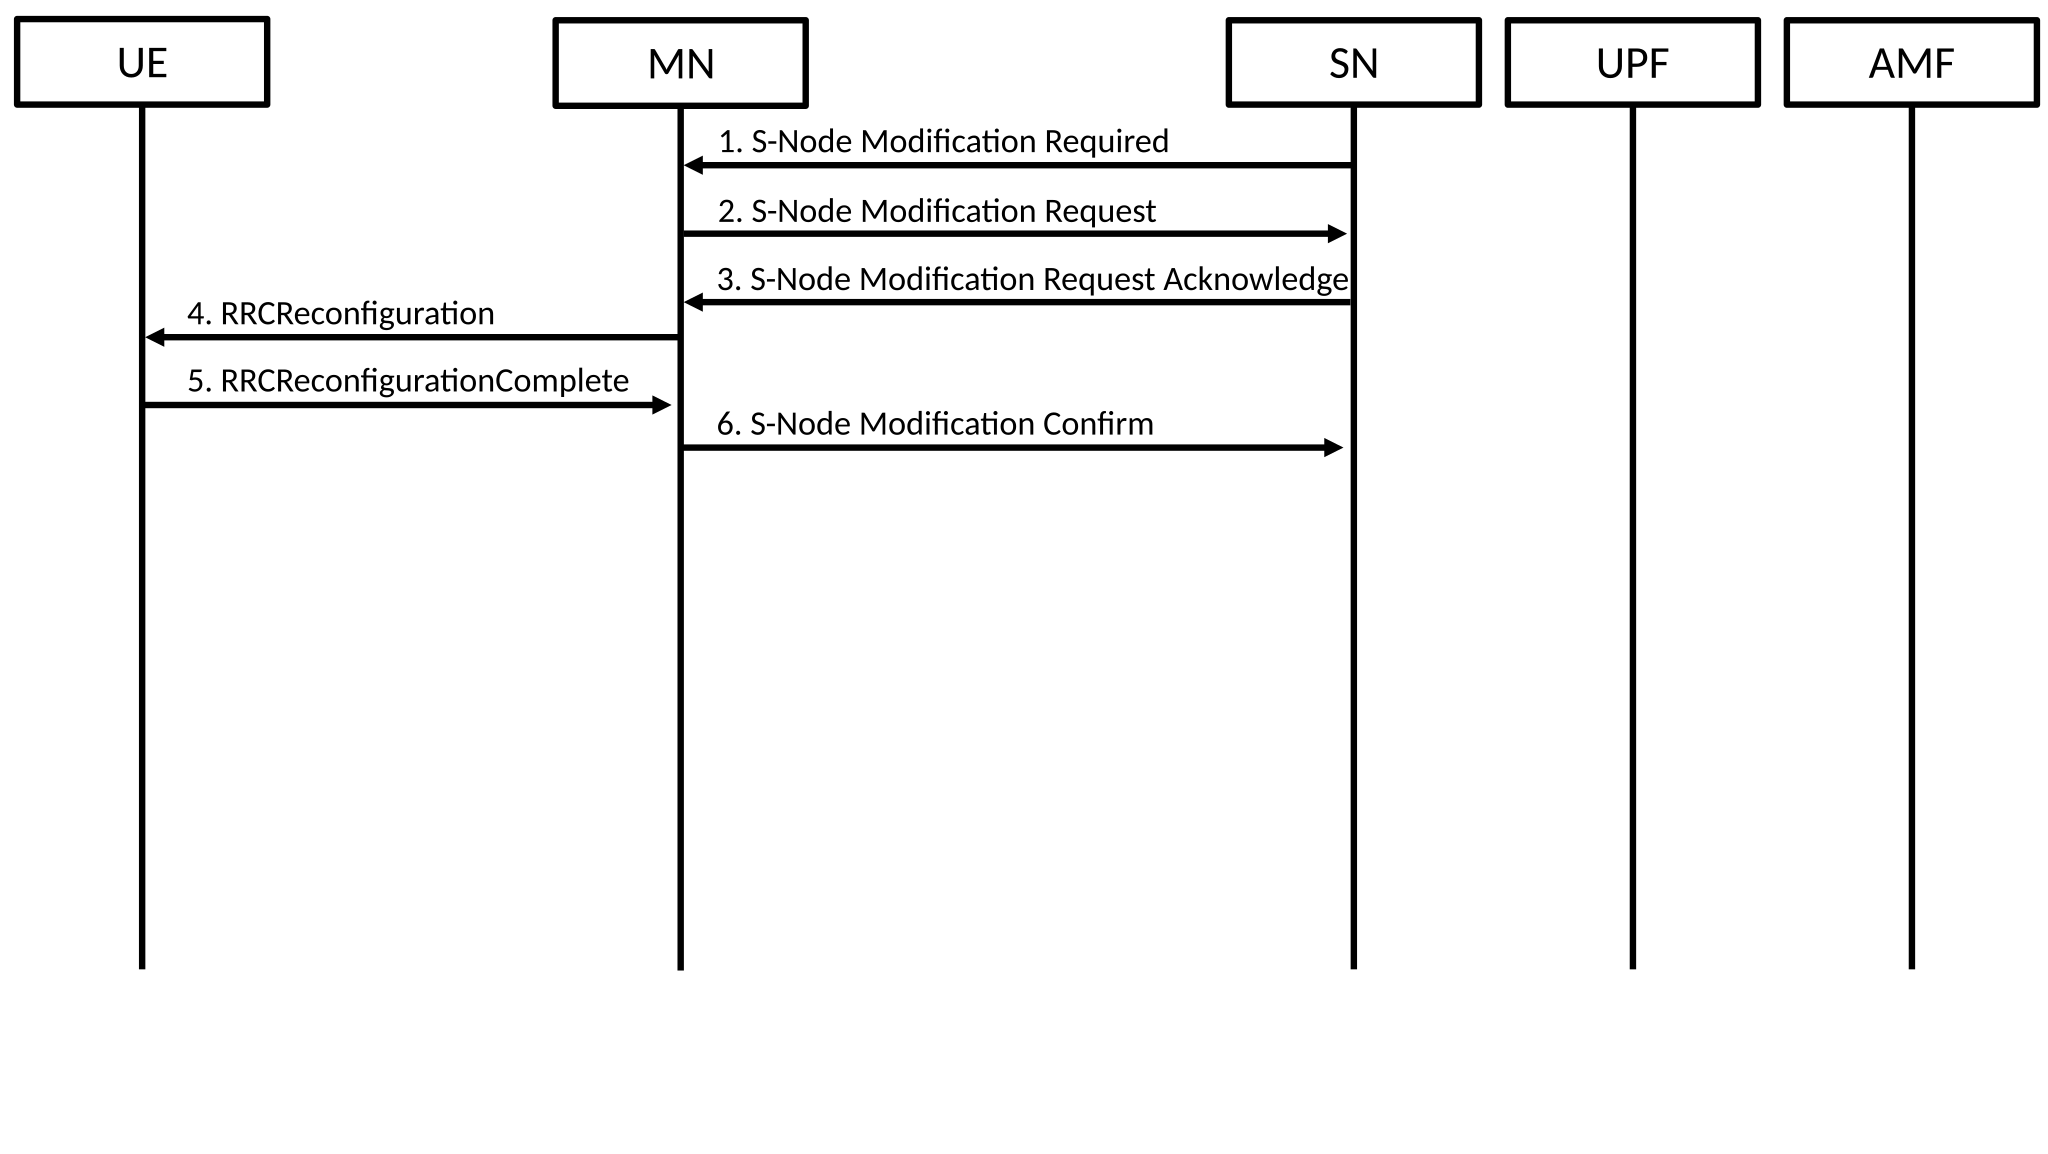 UE
MN
SN
UPF
AMF
1. S-Node Modification Required
2. S-Node Modification Request
3. S-Node Modification Request Acknowledge
4. RRCReconfiguration
5. RRCReconfigurationComplete
6. S-Node Modification Confirm